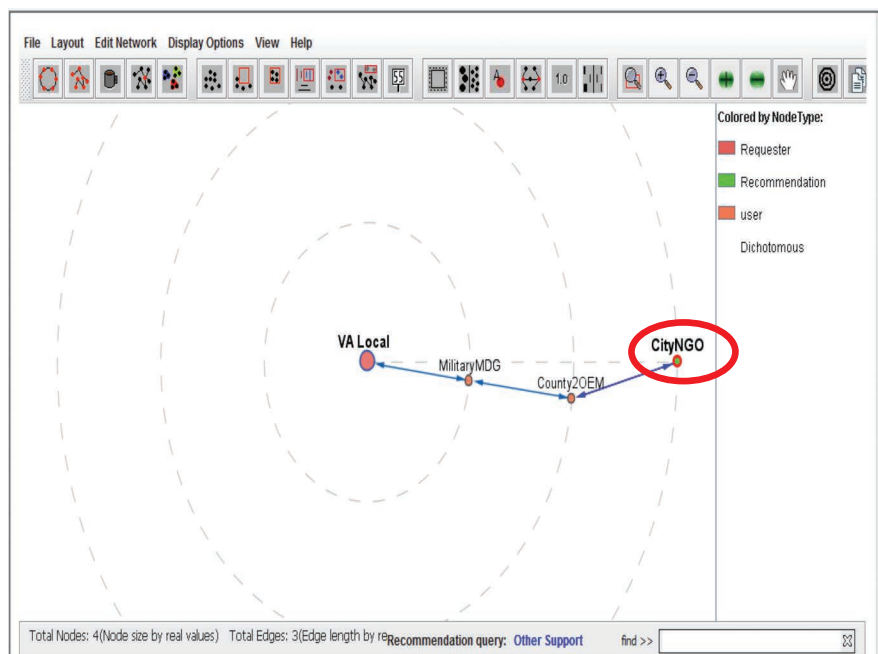 File Layout Edit Network Display Options View Help
55 A 1.0
Colored by NodeType:
Requester
Recommendation
user
Dichotomous
VA Local
MilitaryMDG
County2OEM
CityNGO
Total Nodes: 4(Node size by real values) Total Edges: 3(Edge length by re
Recommendation query: Other Support find >>